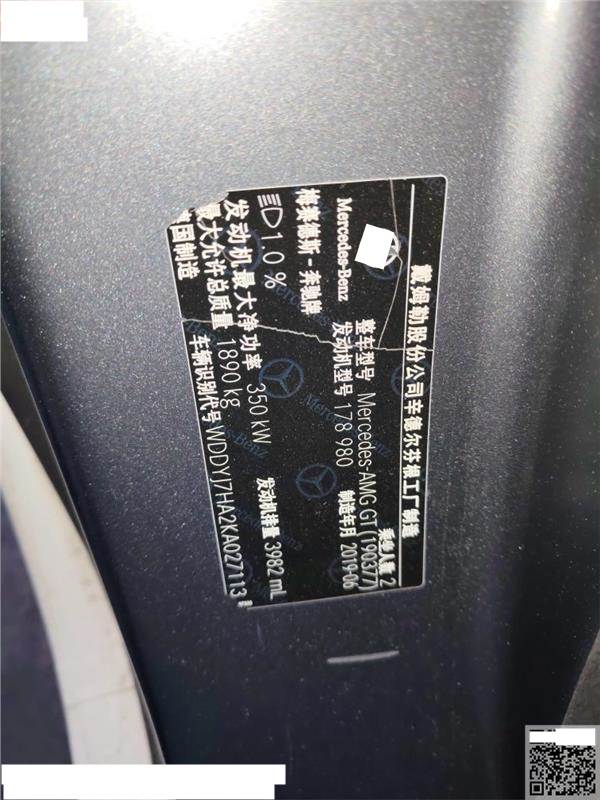 戴姆勒股份公司辛德尔芬根工厂制造
Mercedes-Benz
梅赛德斯-奔驰牌
整车型号 Mercedes-AMG GT (190377)
乘坐人数 2
发动机型号 178 980
制造年月 2019-06
10%
发动机最大净功率 350 kW
发动机排量 3982 mL
最大允许总质量 1890 kg
国制造
车辆识别代号 WDDYJ7HA2KA027113